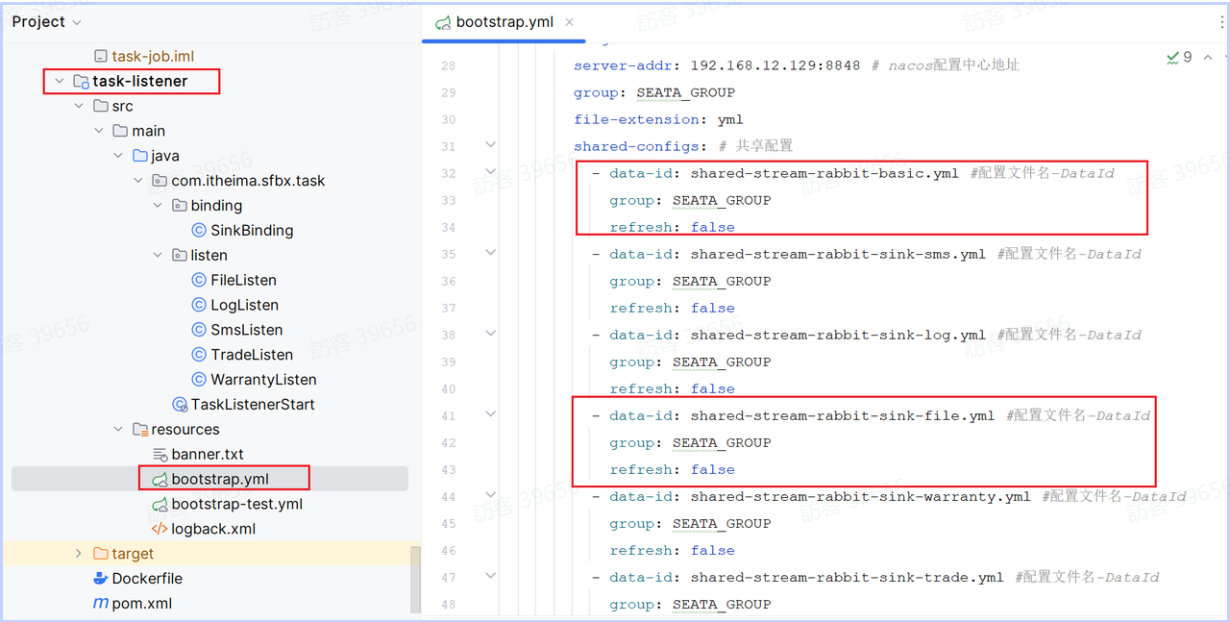 Project
task-job.iml
task-listener
src
main
java
com.itheima.sfbx.task
binding
SinkBinding
listen
FileListen
LogListen
SmsListen
TradeListen
WarrantyListen
TaskListenerStart
resources
banner.txt
bootstrap.yml
bootstrap-test.yml
logback.xml
target
Dockerfile
pom.xml
bootstrap.yml
9
28 server-addr: 192.168.12.129:8848 # nacos配置中心地址
29 group: SEATA_GROUP
30 file-extension: yml
31 shared-configs: # 共享配置
32 - data-id: shared-stream-rabbit-basic.yml #配置文件名-DataId
33 group: SEATA_GROUP
34 refresh: false
35 - data-id: shared-stream-rabbit-sink-sms.yml #配置文件名-DataId
36 group: SEATA_GROUP
37 refresh: false
38 - data-id: shared-stream-rabbit-sink-log.yml #配置文件名-DataId
39 group: SEATA_GROUP
40 refresh: false
41 - data-id: shared-stream-rabbit-sink-file.yml #配置文件名-DataId
42 group: SEATA_GROUP
43 refresh: false
44 - data-id: shared-stream-rabbit-sink-warranty.yml #配置文件名-DataId
45 group: SEATA_GROUP
46 refresh: false
47 - data-id: shared-stream-rabbit-sink-trade.yml #配置文件名-DataId
48 group: SEATA_GROUP
訪客 39656